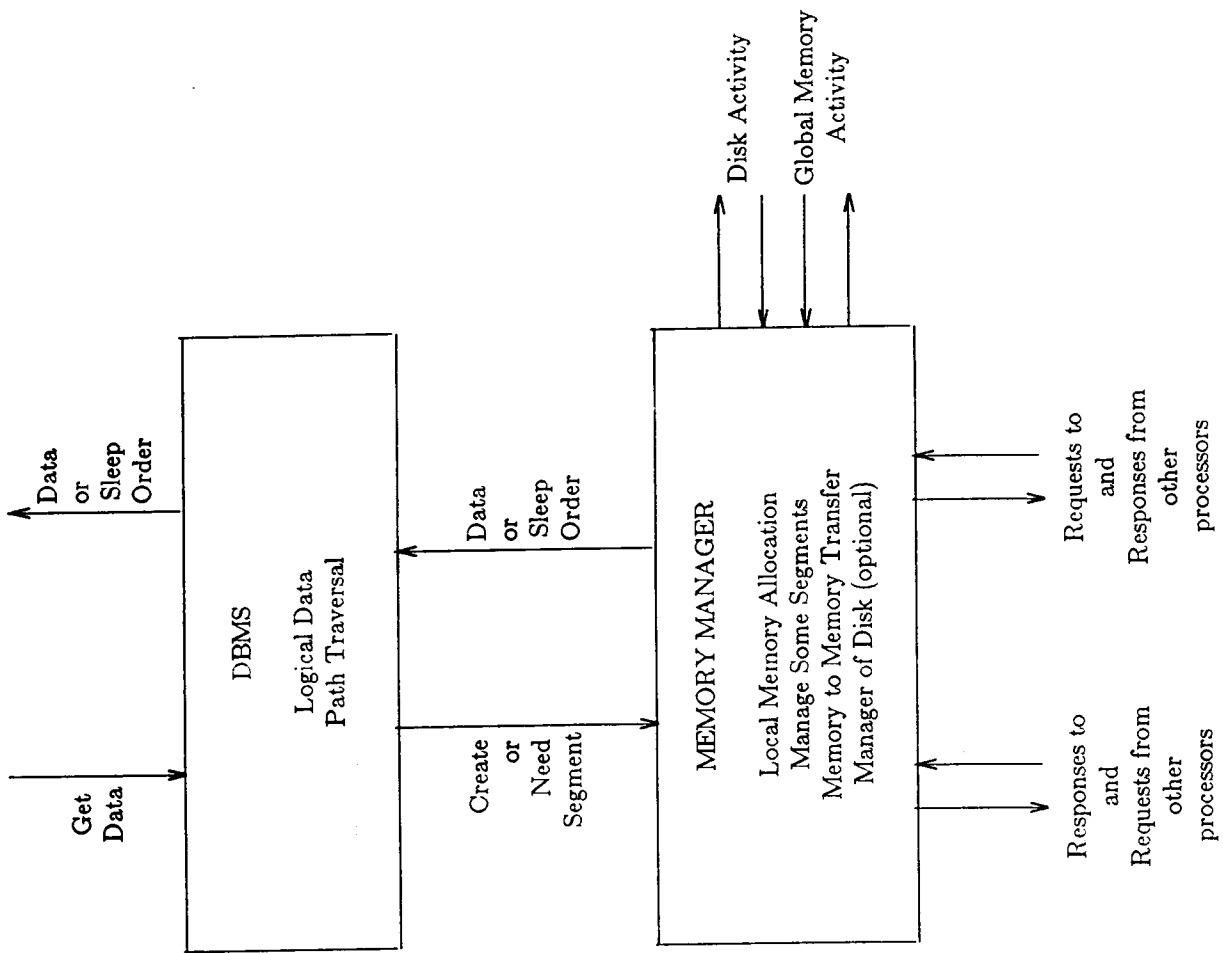 Get
Data
Data
or
Sleep
Order
DBMS
Logical Data
Path Traversal
Create
or
Need
Segment
Data
or
Sleep
Order
MEMORY MANAGER
Local Memory Allocation
Manage Some Segments
Memory to Memory Transfer
Manager of Disk (optional)
Disk Activity
Global Memory
Activity
Responses to
and
Requests from
other
processors
Requests to
and
Responses from
other
processors